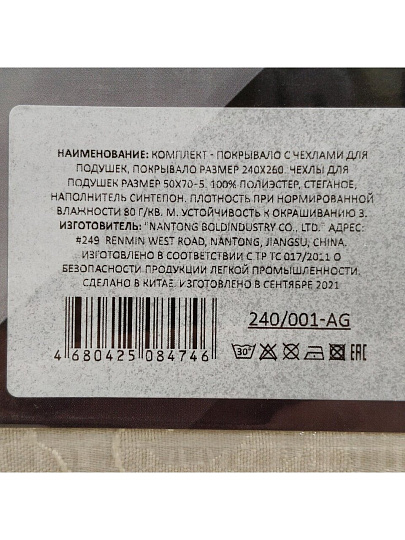 НАИМЕНОВАНИЕ: КОМПЛЕКТ - ПОКРЫВАЛО С ЧЕХЛАМИ ДЛЯ
ПОДУШЕК, ПОКРЫВАЛО РАЗМЕР 240X260. ЧЕХЛЫ ДЛЯ
ПОДУШЕК РАЗМЕР 50X70-5. 100% ПОЛИЭСТЕР, СТЕГАНОЕ,
НАПОЛНИТЕЛЬ СИНТЕПОН. ПЛОТНОСТЬ ПРИ НОРМИРОВАННОЙ
ВЛАЖНОСТИ 80 Г/КВ. М. УСТОЙЧИВОСТЬ К ОКРАШИВАНИЮ 3.
ИЗГОТОВИТЕЛЬ: "NANTONG BOLDINDUSTRY CO., LTD. АДРЕС:
#249 RENMIN WEST ROAD, NANTONG, JIANGSU, CHINA.
ИЗГОТОВЛЕНО В СООТВЕТСТВИИ С ТР ТС 017/2011 О
БЕЗОПАСНОСТИ ПРОДУКЦИИ ЛЕГКОЙ ПРОМЫШЛЕННОСТИ.
СДЕЛАНО В КИТАЕ. ИЗГОТОВЛЕНО В СЕНТЯБРЕ 2021
240/001-AG
30° EAC
4 680425 084746